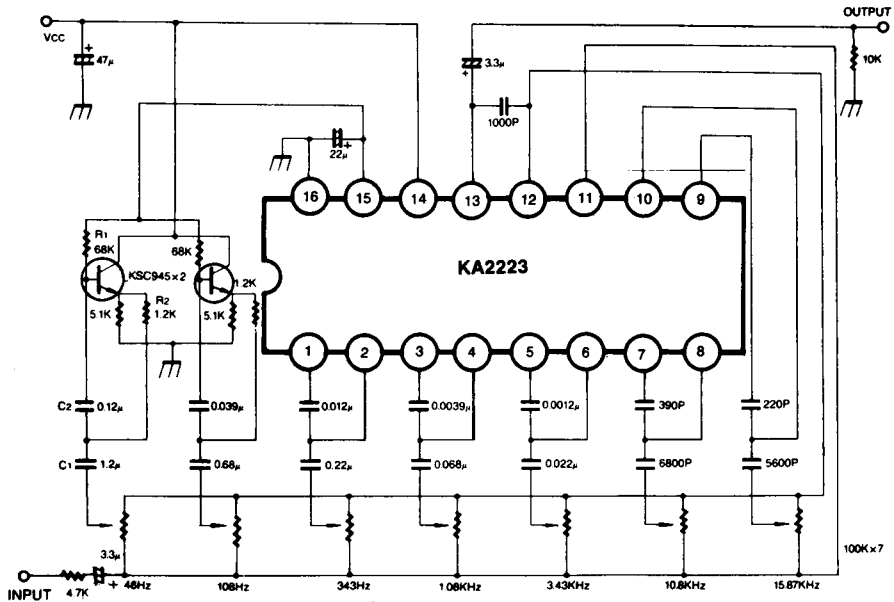 OUTPUT
VCC
47μ
3.3μ
10K
1000P
22μ
16
15
14
13
12
11
10
9
R1
68K
68K
KA2223
KSC945×2
1.2K
R2
5.1K
1.2K
5.1K
1
2
3
4
5
6
7
8
C2
0.12μ
0.039μ
0.012μ
0.0039μ
0.0012μ
390P
220P
C1
1.2μ
0.68μ
0.22μ
0.068μ
0.022μ
6800P
5600P
100K×7
3.3μ
46Hz
108Hz
343Hz
1.08KHz
3.43KHz
10.8KHz
15.87KHz
INPUT
4.7K